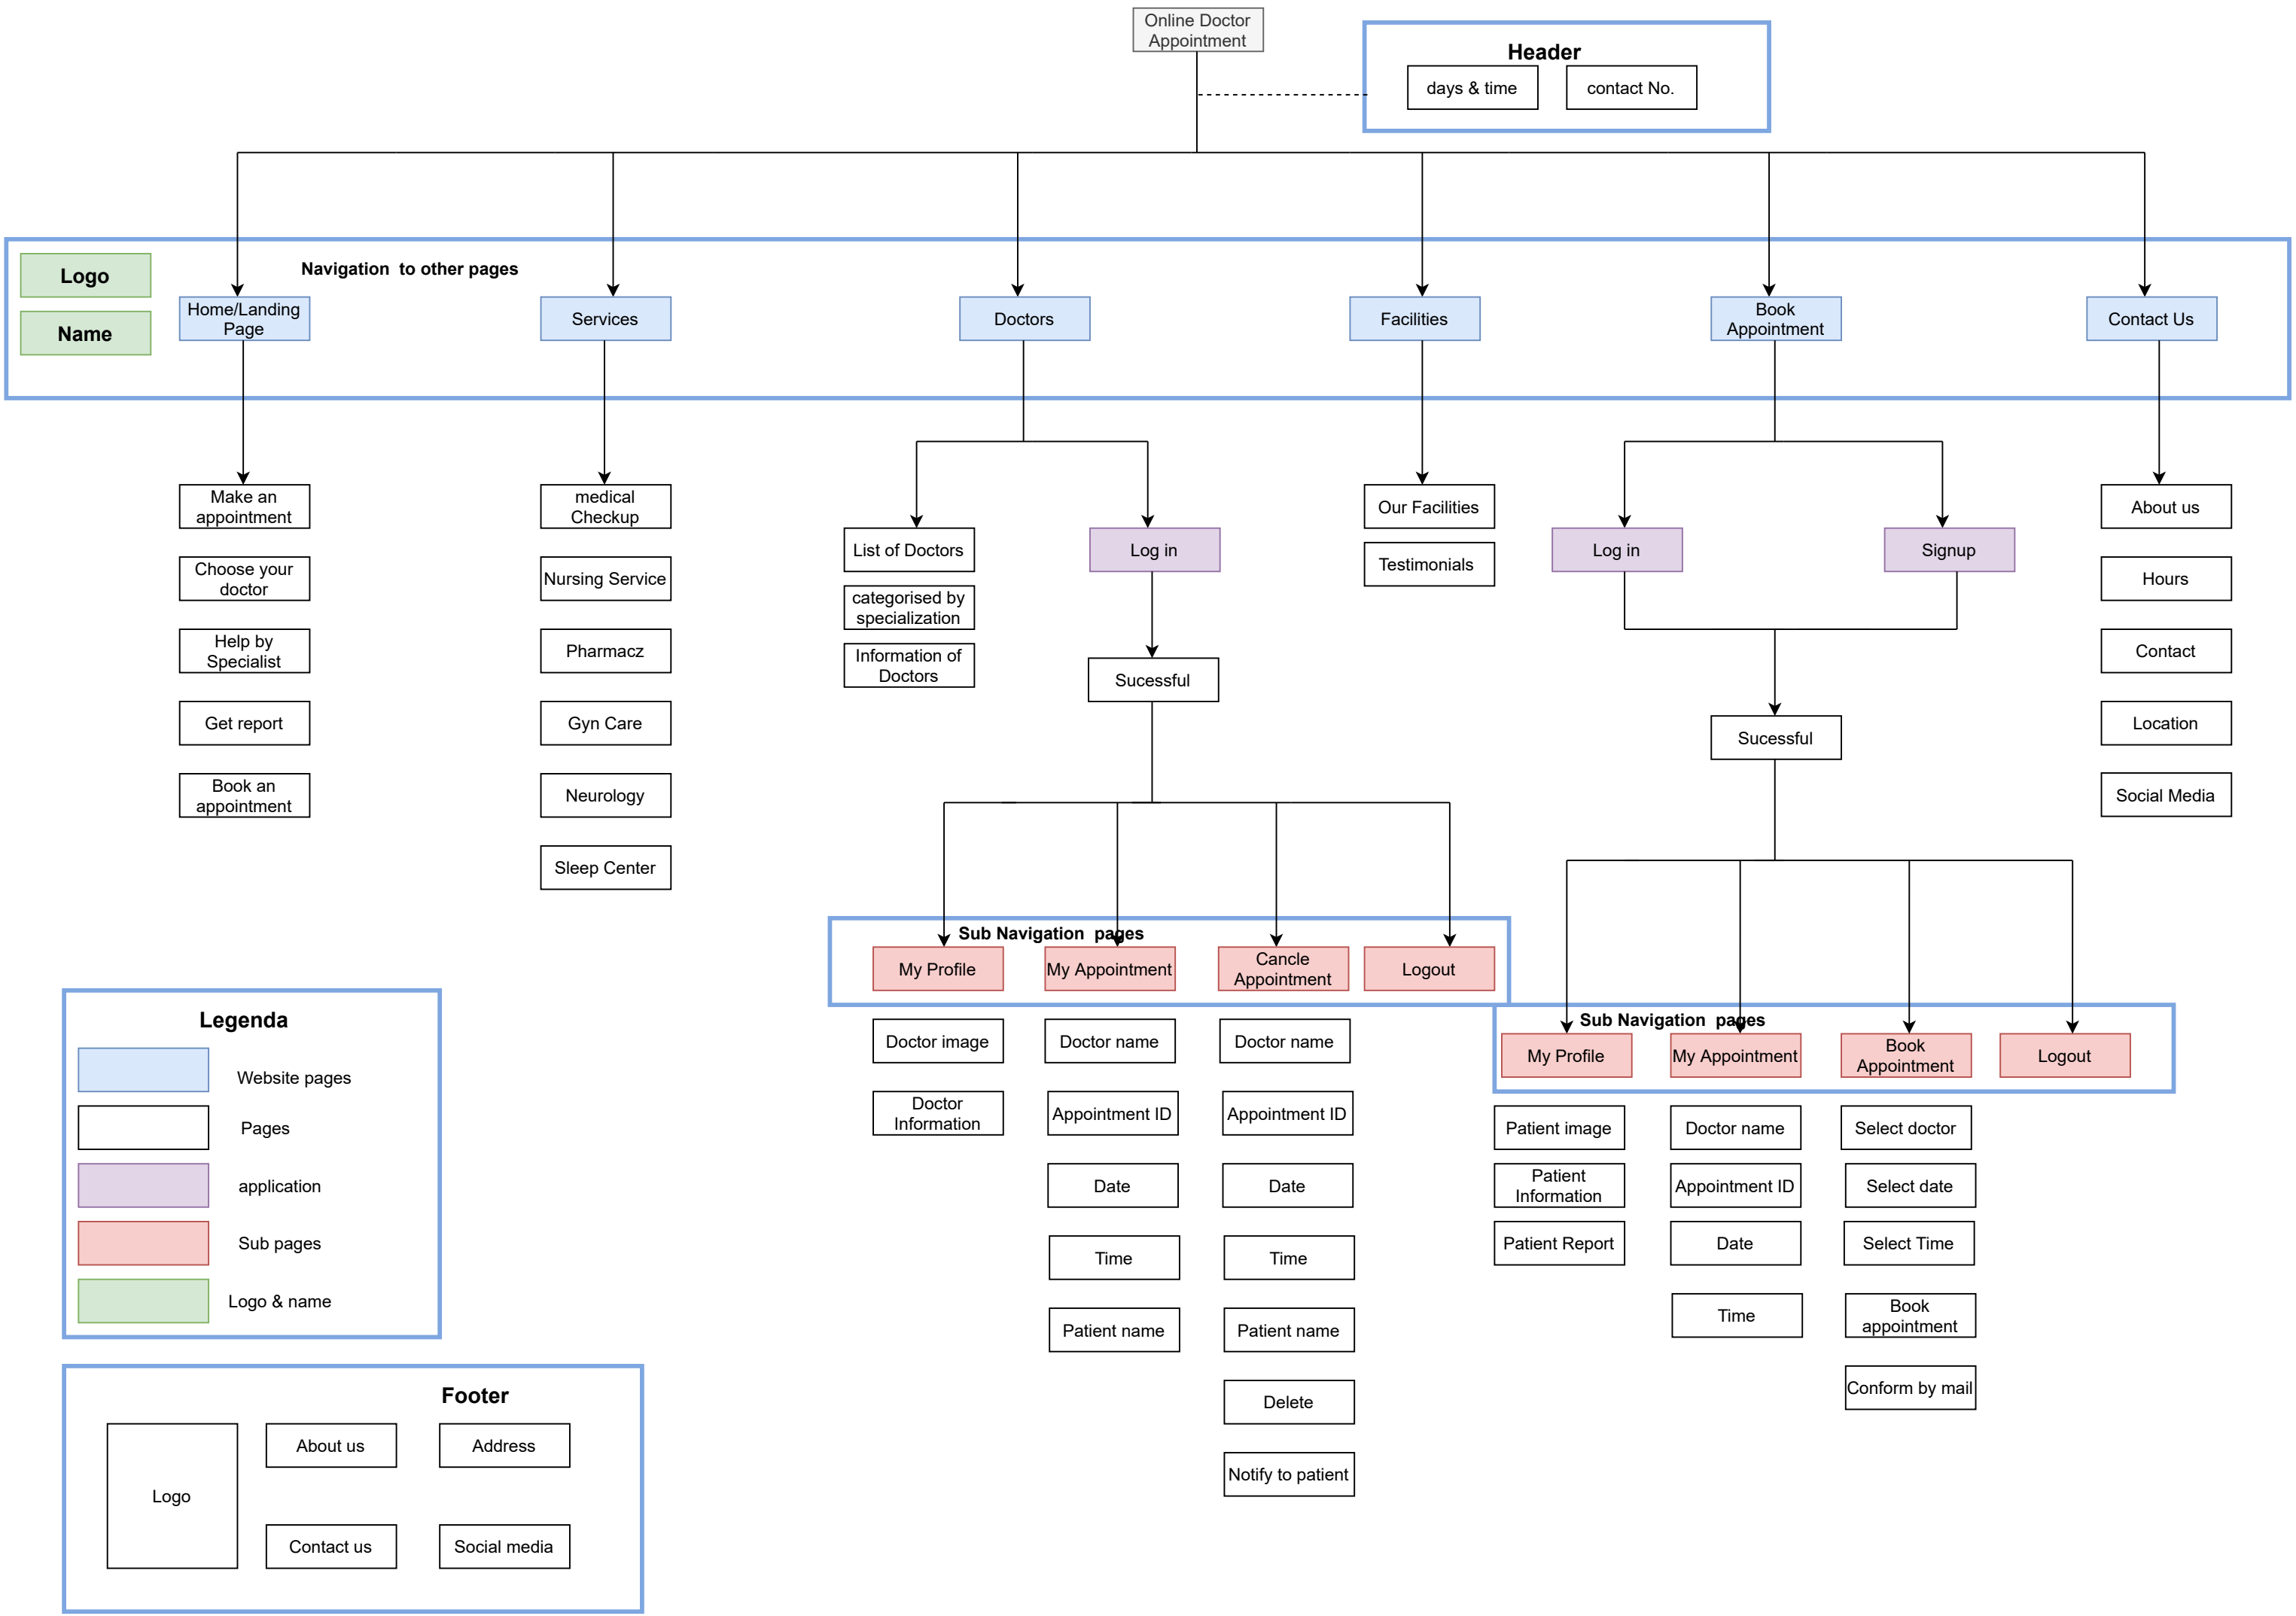 Online Doctor
Appointment
Header
days & time
contact No.
Logo
Name
Navigation  to other pages
Home/Landing
Page
Services
Doctors
Facilities
Book
Appointment
Contact Us
Make an
appointment
Choose your
doctor
Help by
Specialist
Get report
Book an
appointment
medical
Checkup
Nursing Service
Pharmacz
Gyn Care
Neurology
Sleep Center
List of Doctors
categorised by
specialization
Information of
Doctors
Log in
Sucessful
Our Facilities
Testimonials
Log in
Signup
Sucessful
About us
Hours
Contact
Location
Social Media
Sub Navigation  pages
My Profile
My Appointment
Cancle
Appointment
Logout
Doctor image
Doctor
Information
Doctor name
Appointment ID
Date
Time
Patient name
Doctor name
Appointment ID
Date
Time
Patient name
Delete
Notify to patient
Sub Navigation  pages
My Profile
My Appointment
Book
Appointment
Logout
Patient image
Patient
Information
Patient Report
Doctor name
Appointment ID
Date
Time
Select doctor
Select date
Select Time
Book
appointment
Conform by mail
Legenda
Website pages
Pages
application
Sub pages
Logo & name
Footer
Logo
About us
Address
Contact us
Social media